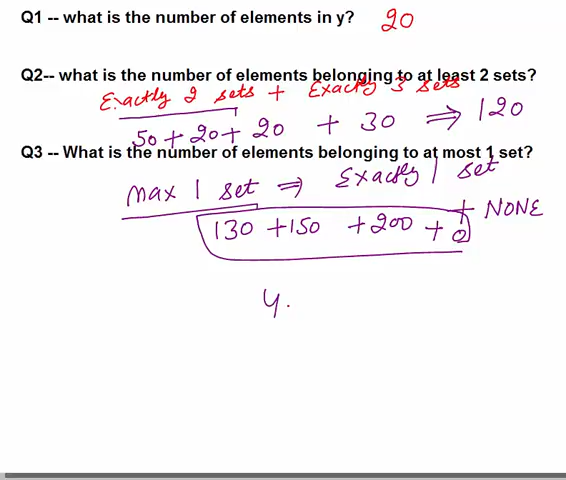 Q1 -- what is the number of elements in y? 20
Q2-- what is the number of elements belonging to at least 2 sets?
Exactly 2 sets + Exactly 3 sets
50 + 20 + 20 + 30 ⇒ 120
Q3 -- What is the number of elements belonging to at most 1 set?
max 1 set ⇒ Exactly 1 set
+ NONE
130 + 150 + 200 + 0
4.